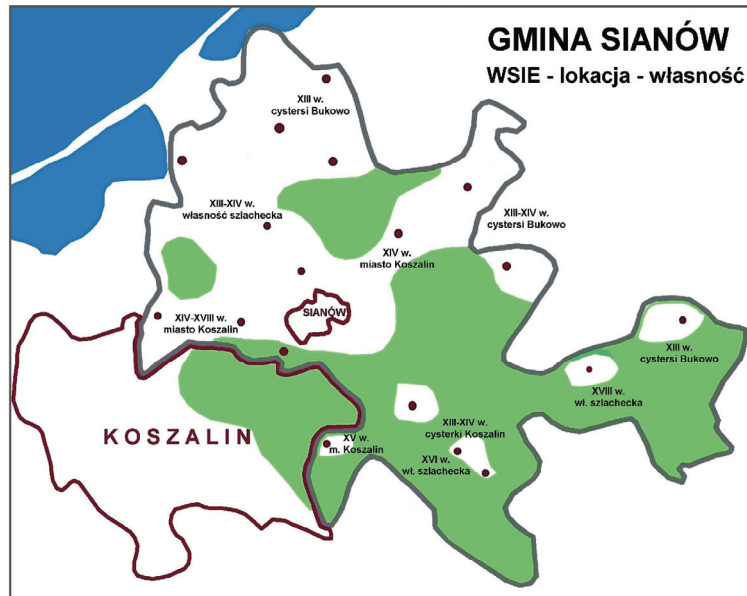 GMINA SIANÓW
WSIE - lokacja - własność
XIII w.
cystersi Bukowo
XIII-XIV w.
własność szlachecka
XIII-XIV w.
cystersi Bukowo
XIV w.
miasto Koszalin
XIV-XVIII w.
miasto Koszalin
SIANÓW
XIII w.
cystersi Bukowo
XVIII w.
wł. szlachecka
XIII-XIV w.
cysterki Koszalin
KOSZALIN
XV w.
m. Koszalin
XVI w.
wł. szlachecka